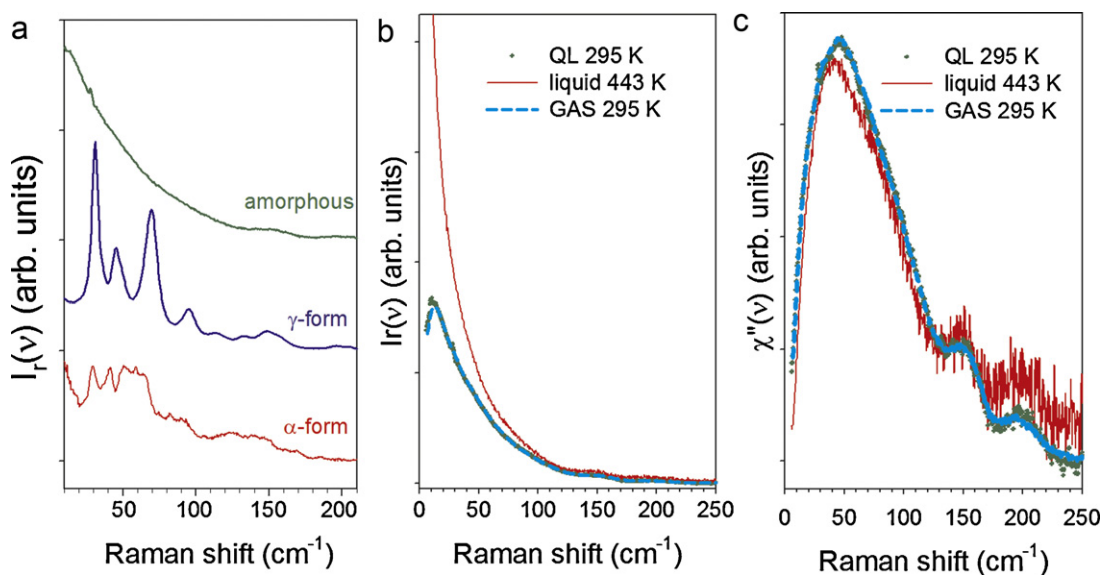 a
I_r(ν) (arb. units)
amorphous
γ-form
α-form
50
100
150
200
Raman shift (cm⁻¹)
b
Ir(ν) (arb. units)
QL 295 K
liquid 443 K
GAS 295 K
0
50
100
150
200
250
Raman shift (cm⁻¹)
c
χ"(ν) (arb. units)
QL 295 K
liquid 443 K
GAS 295 K
0
50
100
150
200
250
Raman shift (cm⁻¹)